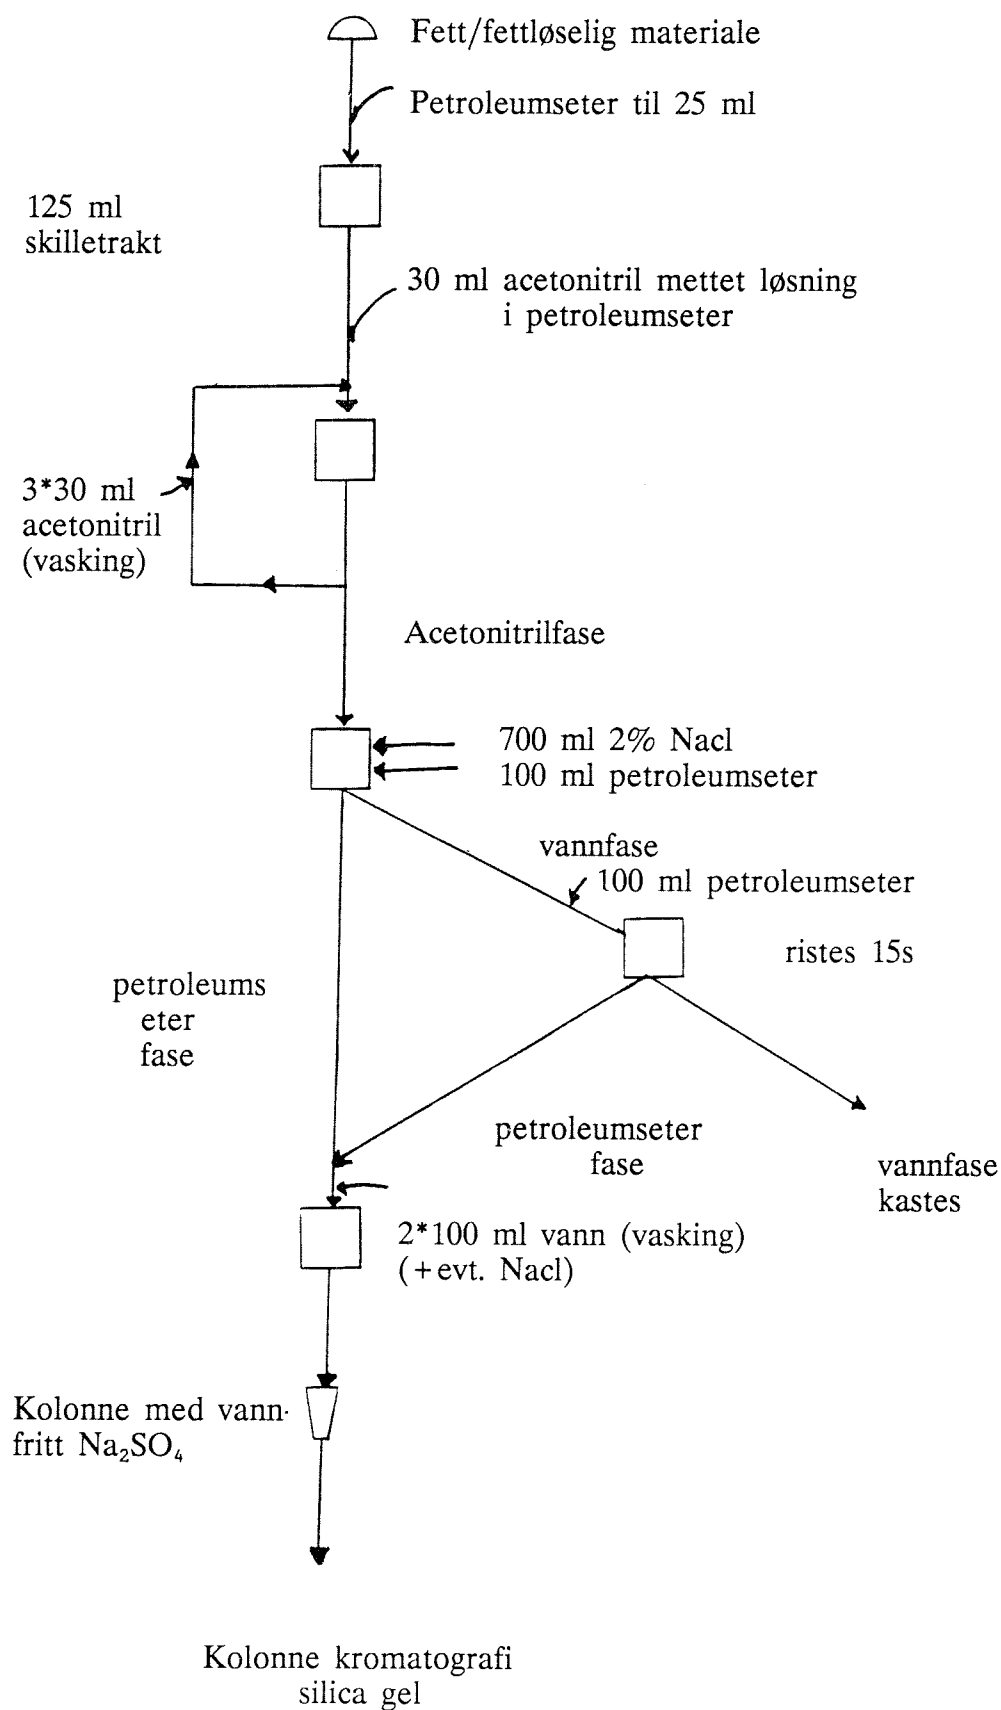 Fett/fettløselig materiale
Petroleumseter til 25 ml
125 ml
skilletrakt
30 ml acetonitril mettet løsning
i petroleumseter
3*30 ml
acetonitril
(vasking)
Acetonitrilfase
700 ml 2% Nacl
100 ml petroleumseter
vannfase
100 ml petroleumseter
ristes 15s
petroleums
eter
fase
petroleumseter
fase
vannfase
kastes
2*100 ml vann (vasking)
(+evt. Nacl)
Kolonne med vann-
fritt Na₂SO₄
Kolonne kromatografi
silica gel